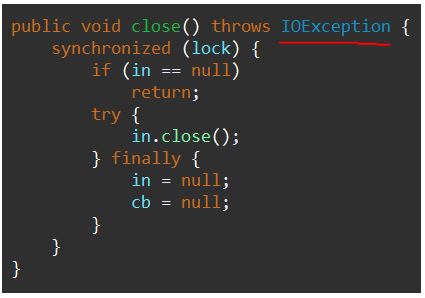 public void close() throws IOException {
synchronized (lock) {
if (in == null)
return;
try {
in.close();
} finally {
in = null;
cb = null;
}
}
}